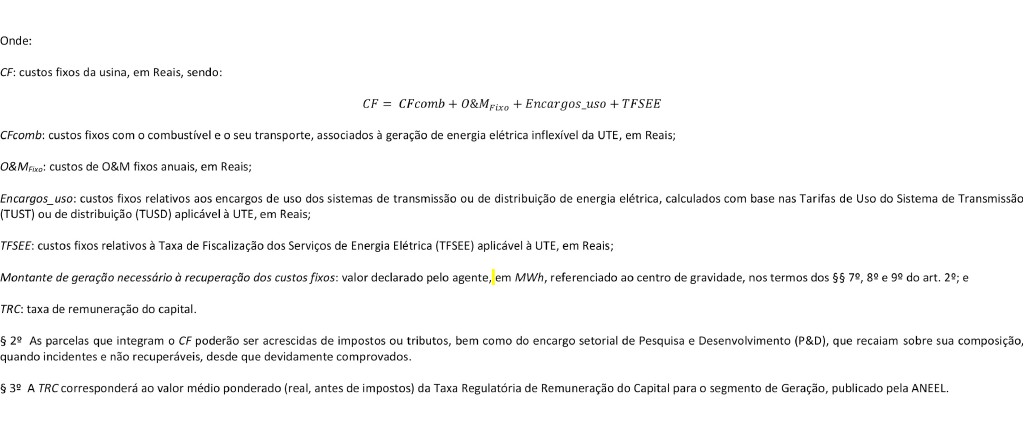 Onde:
CF: custos fixos da usina, em Reais, sendo:
CF = CFcomb + O&M_Fixo + Encargos_uso + TFSEE
CFcomb: custos fixos com o combustível e o seu transporte, associados à geração de energia elétrica inflexível da UTE, em Reais;
O&M_Fixo: custos de O&M fixos anuais, em Reais;
Encargos_uso: custos fixos relativos aos encargos de uso dos sistemas de transmissão ou de distribuição de energia elétrica, calculados com base nas Tarifas de Uso do Sistema de Transmissão
(TUST) ou de distribuição (TUSD) aplicável à UTE, em Reais;
TFSEE: custos fixos relativos à Taxa de Fiscalização dos Serviços de Energia Elétrica (TFSEE) aplicável à UTE, em Reais;
Montante de geração necessário à recuperação dos custos fixos: valor declarado pelo agente, em MWh, referenciado ao centro de gravidade, nos termos dos §§ 7º, 8º e 9º do art. 2º; e
TRC: taxa de remuneração do capital.
§ 2º As parcelas que integram o CF poderão ser acrescidas de impostos ou tributos, bem como do encargo setorial de Pesquisa e Desenvolvimento (P&D), que recaiam sobre sua composição,
quando incidentes e não recuperáveis, desde que devidamente comprovados.
§ 3º A TRC corresponderá ao valor médio ponderado (real, antes de impostos) da Taxa Regulatória de Remuneração do Capital para o segmento de Geração, publicado pela ANEEL.